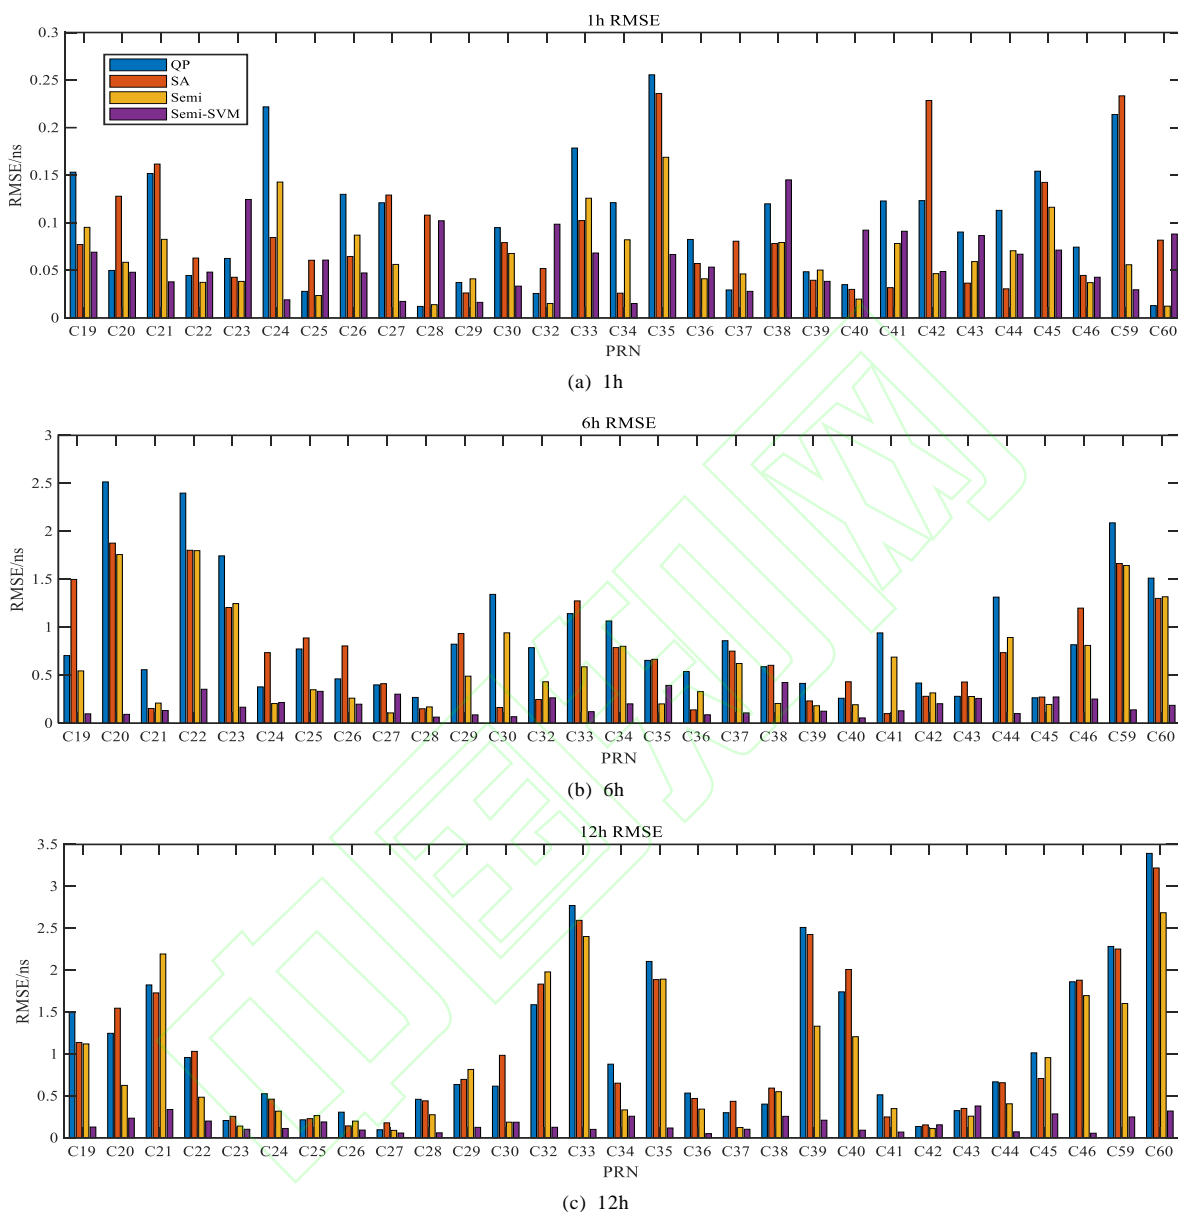 1h RMSE
0.3
0.25
0.2
0.15
0.1
0.05
0
RMSE/ns
QP
SA
Semi
Semi-SVM
C19 C20 C21 C22 C23 C24 C25 C26 C27 C28 C29 C30 C32 C33 C34 C35 C36 C37 C38 C39 C40 C41 C42 C43 C44 C45 C46 C59 C60
PRN
(a) 1h
6h RMSE
3
2.5
2
1.5
1
0.5
0
RMSE/ns
C19 C20 C21 C22 C23 C24 C25 C26 C27 C28 C29 C30 C32 C33 C34 C35 C36 C37 C38 C39 C40 C41 C42 C43 C44 C45 C46 C59 C60
PRN
(b) 6h
12h RMSE
3.5
3
2.5
2
1.5
1
0.5
0
RMSE/ns
C19 C20 C21 C22 C23 C24 C25 C26 C27 C28 C29 C30 C32 C33 C34 C35 C36 C37 C38 C39 C40 C41 C42 C43 C44 C45 C46 C59 C60
PRN
(c) 12h